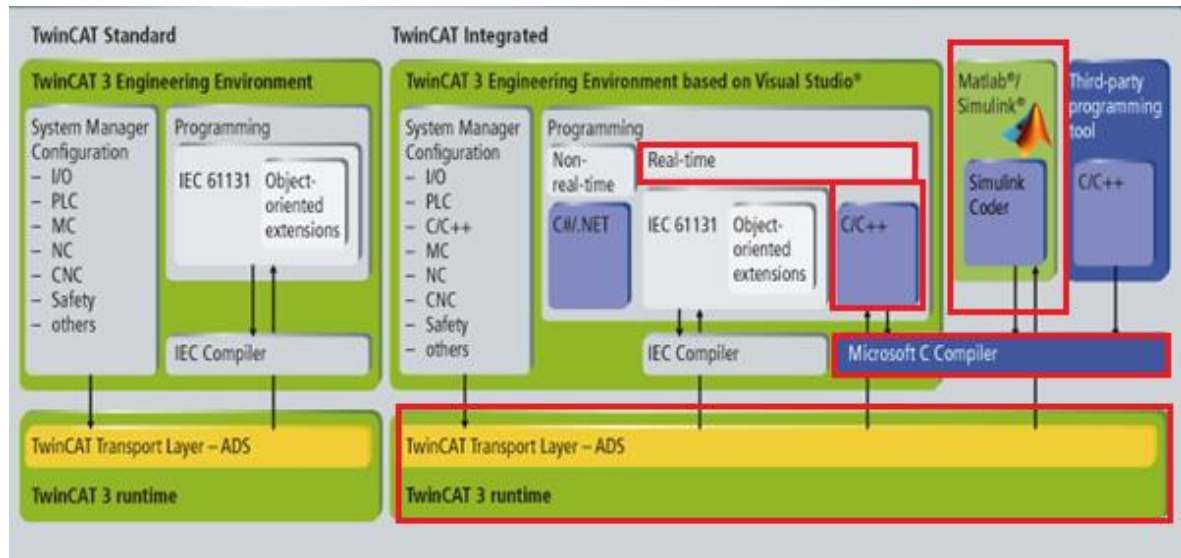 TwinCAT Standard
TwinCAT 3 Engineering Environment
System Manager
Configuration
– I/O
– PLC
– MC
– NC
– CNC
– Safety
– others
Programming
IEC 61131
Object-
oriented
extensions
IEC Compiler
TwinCAT Transport Layer – ADS
TwinCAT 3 runtime
TwinCAT Integrated
TwinCAT 3 Engineering Environment based on Visual Studio®
System Manager
Configuration
– I/O
– PLC
– C/C++
– MC
– NC
– CNC
– Safety
– others
Programming
Non-
real-time
C#/.NET
Real-time
IEC 61131
Object-
oriented
extensions
C/C++
IEC Compiler
Microsoft C Compiler
Matlab®/
Simulink®
Simulink
Coder
Third-party
programming
tool
C/C++
TwinCAT Transport Layer – ADS
TwinCAT 3 runtime